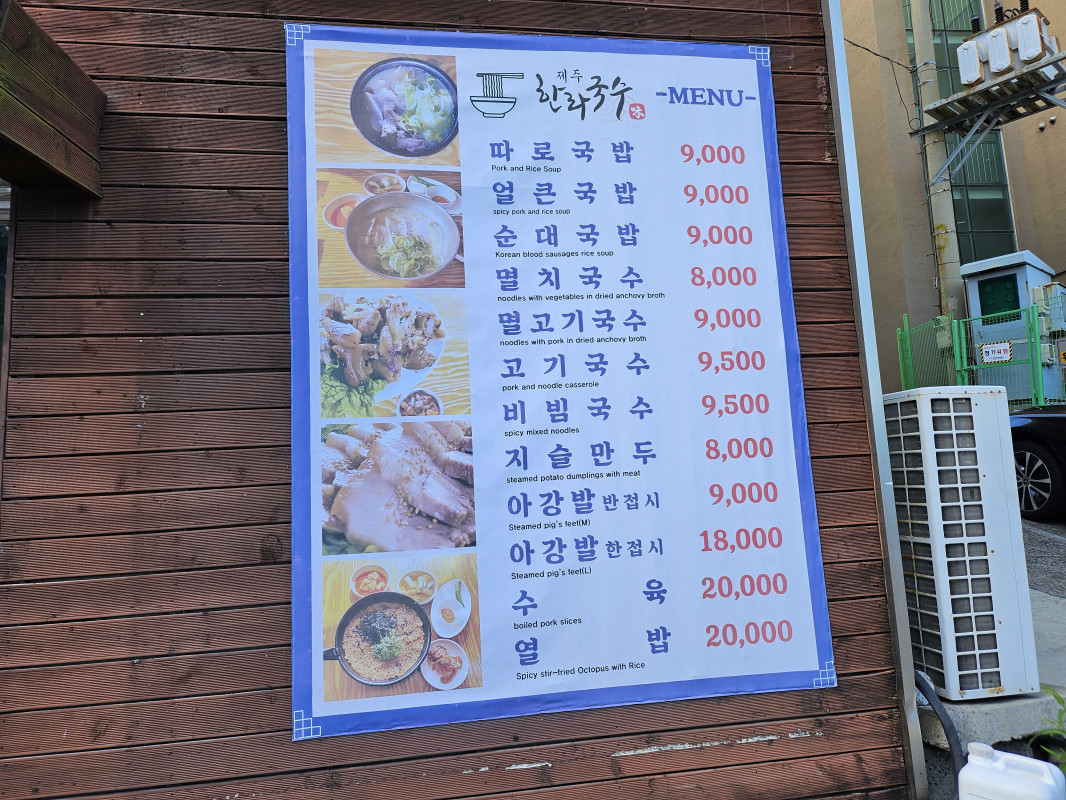 제주
한라국수 味
-MENU-
따로국밥 9,000
Pork and Rice Soup
얼큰국밥 9,000
spicy pork and rice soup
순대국밥 9,000
Korean blood sausages rice soup
멸치국수 8,000
noodles with vegetables in dried anchovy broth
멸고기국수 9,000
noodles with pork in dried anchovy broth
고기국수 9,500
pork and noodle casserole
비빔국수 9,500
spicy mixed noodles
지슬만두 8,000
steamed potato dumplings with meat
아강발 반접시 9,000
Steamed pig's feet(M)
아강발 한접시 18,000
Steamed pig's feet(L)
수육 20,000
boiled pork slices
열밥 20,000
Spicy stir-fried Octopus with Rice